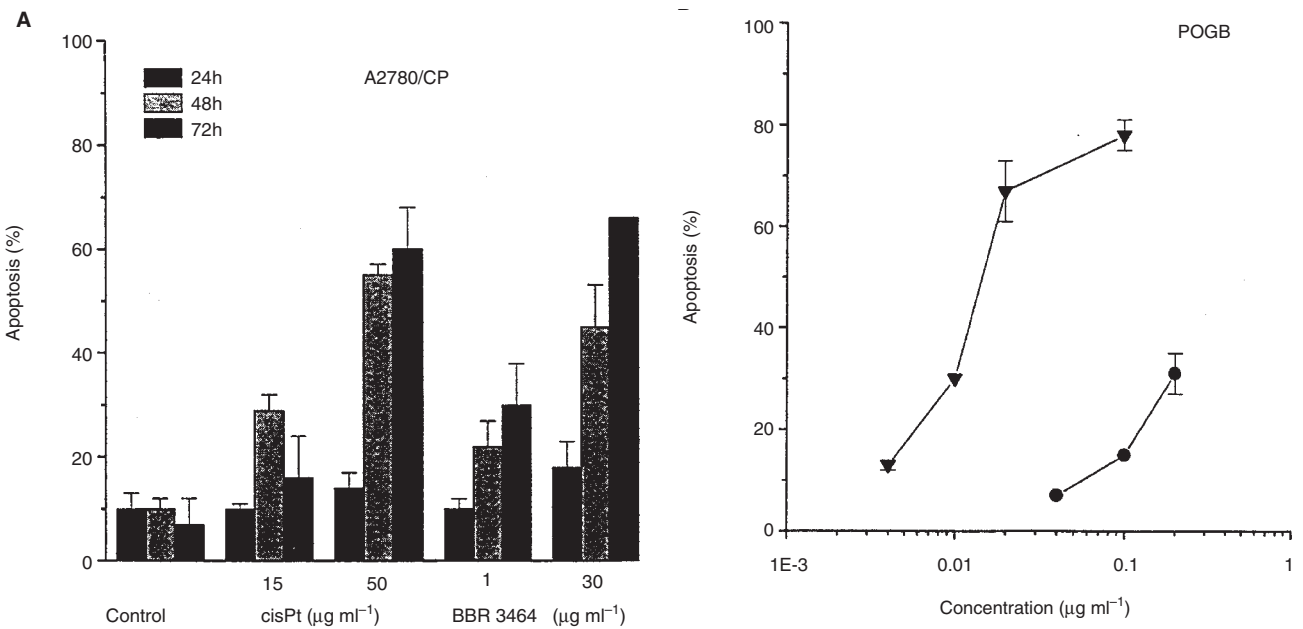 A
100
80
60
40
20
0
Apoptosis (%)
24h
48h
72h
A2780/CP
15
50
1
30
Control
cisPt (µg ml⁻¹)
BBR 3464 (µg ml⁻¹)
100
80
60
40
20
0
Apoptosis (%)
POGB
1E-3
0.01
0.1
1
Concentration (µg ml⁻¹)